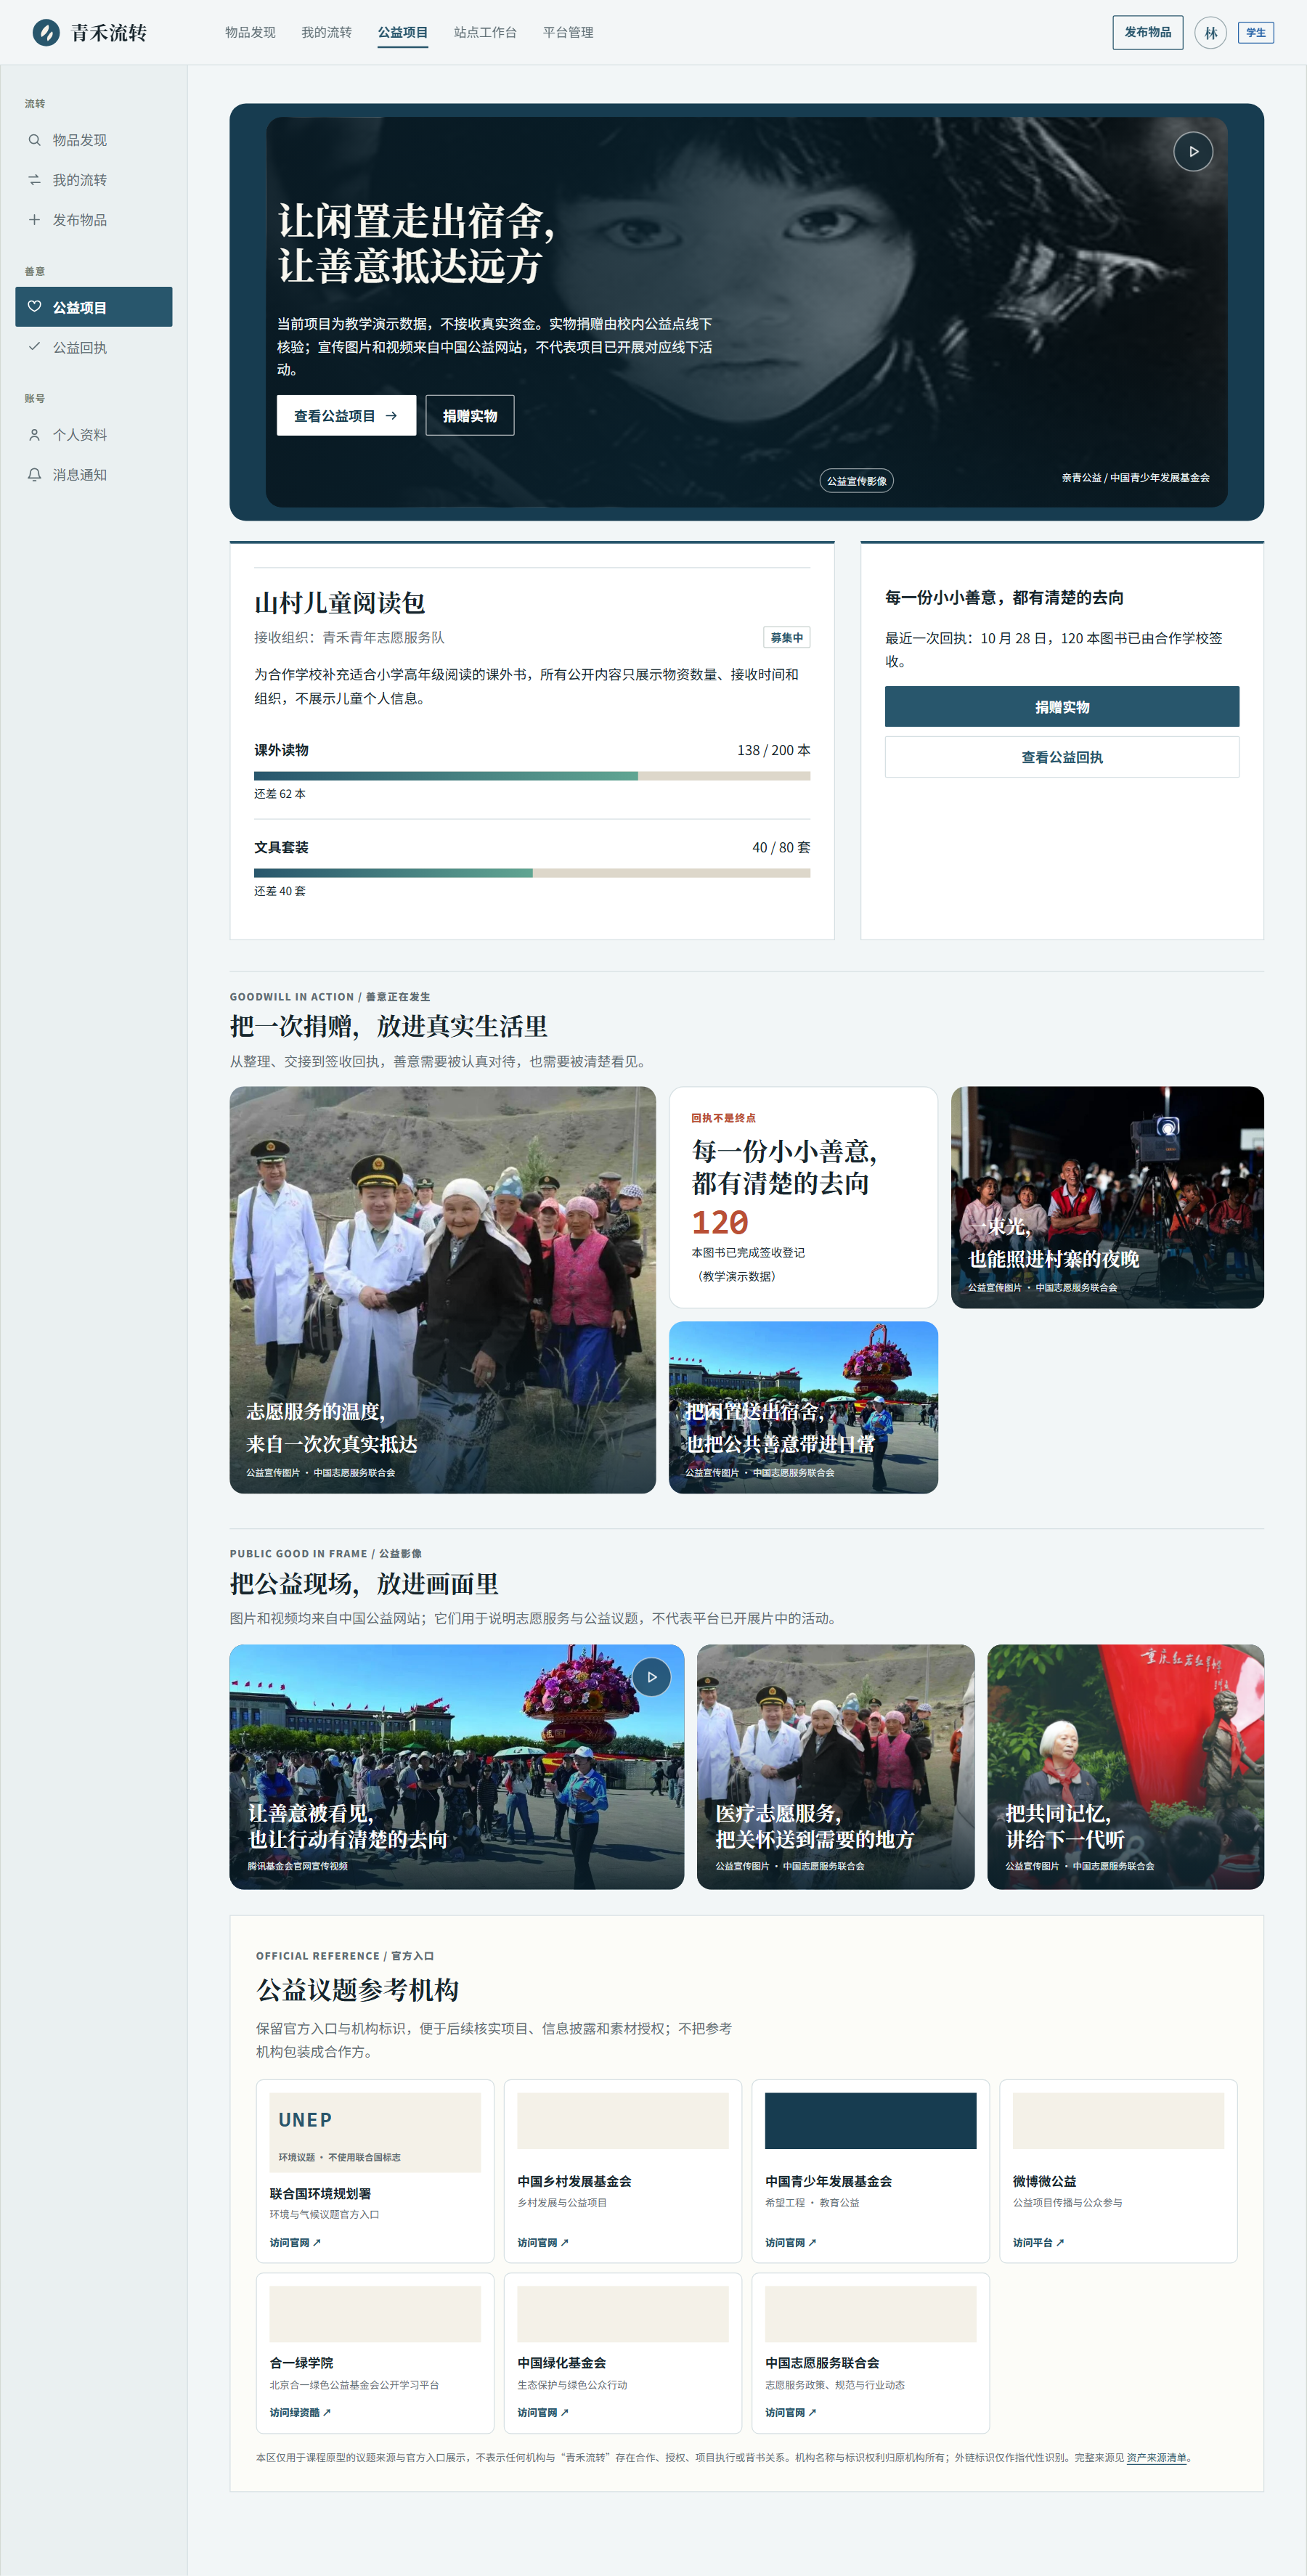 青禾流转
物品发现
我的流转
公益项目
站点工作台
平台管理
发布物品
林
学生
流转
物品发现
我的流转
发布物品
善意
公益项目
公益回执
账号
个人资料
消息通知
让闲置走出宿舍，
让善意抵达远方
当前项目为教学演示数据，不接收真实资金。实物捐赠由校内公益点线下
核验；宣传图片和视频来自中国公益网站，不代表项目已开展对应线下活
动。
查看公益项目 →
捐赠实物
公益宣传影像
亲青公益 / 中国青少年发展基金会
山村儿童阅读包
接收组织：青禾青年志愿服务队
募集中
为合作学校补充适合小学高年级阅读的课外书，所有公开内容只展示物资数量、接收时间和
组织，不展示儿童个人信息。
课外读物
138 / 200 本
还差 62 本
文具套装
40 / 80 套
还差 40 套
每一份小小善意，都有清楚的去向
最近一次回执：10 月 28 日，120 本图书已由合作学校签
收。
捐赠实物
查看公益回执
GOODWILL IN ACTION / 善意正在发生
把一次捐赠，放进真实生活里
从整理、交接到签收回执，善意需要被认真对待，也需要被清楚看见。
志愿服务的温度，
来自一次次真实抵达
公益宣传图片 · 中国志愿服务联合会
回执不是终点
每一份小小善意，
都有清楚的去向
120
本图书已完成签收登记
（教学演示数据）
一束光，
也能照进村寨的夜晚
公益宣传图片 · 中国志愿服务联合会
把闲置送出宿舍，
也把公共善意带进日常
公益宣传图片 · 中国志愿服务联合会
PUBLIC GOOD IN FRAME / 公益影像
把公益现场，放进画面里
图片和视频均来自中国公益网站；它们用于说明志愿服务与公益议题，不代表平台已开展片中的活动。
让善意被看见，
也让行动有清楚的去向
腾讯基金会官网宣传视频
医疗志愿服务，
把关怀送到需要的地方
公益宣传图片 · 中国志愿服务联合会
把共同记忆，
讲给下一代听
公益宣传图片 · 中国志愿服务联合会
OFFICIAL REFERENCE / 官方入口
公益议题参考机构
保留官方入口与机构标识，便于后续核实项目、信息披露和素材授权；不把参考
机构包装成合作方。
UNEP
环境议题 · 不使用联合国标志
联合国环境规划署
环境与气候议题官方入口
访问官网 ↗
中国乡村发展基金会
乡村发展与公益项目
访问官网 ↗
中国青少年发展基金会
希望工程 · 教育公益
访问官网 ↗
微博微公益
公益项目传播与公众参与
访问平台 ↗
合一绿学院
北京合一绿色公益基金会公开学习平台
访问绿资酷 ↗
中国绿化基金会
生态保护与绿色公众行动
访问官网 ↗
中国志愿服务联合会
志愿服务政策、规范与行业动态
访问官网 ↗
本区仅用于课程原型的议题来源与官方入口展示，不表示任何机构与“青禾流转”存在合作、授权、项目执行或背书关系。机构名称与标识权利归原机构所有；外链标识仅作指代性识别。完整来源见 资产来源清单。